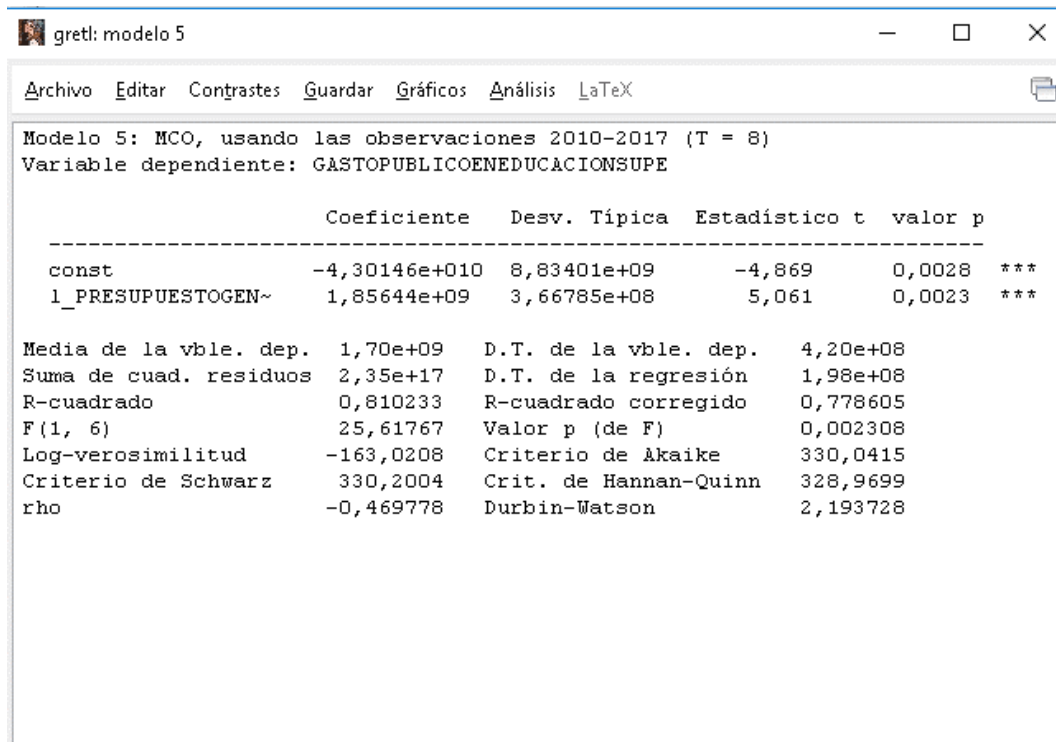 gretl: modelo 5
Archivo Editar Contrastes Guardar Gráficos Análisis LaTeX
Modelo 5: MCO, usando las observaciones 2010-2017 (T = 8)
Variable dependiente: GASTOPUBLICOENEDUCACIONSUPE
Coeficiente Desv. Típica Estadístico t valor p
const -4,30146e+010 8,83401e+09 -4,869 0,0028 ***
l_PRESUPUESTOGEN~ 1,85644e+09 3,66785e+08 5,061 0,0023 ***
Media de la vble. dep. 1,70e+09 D.T. de la vble. dep. 4,20e+08
Suma de cuad. residuos 2,35e+17 D.T. de la regresión 1,98e+08
R-cuadrado 0,810233 R-cuadrado corregido 0,778605
F(1, 6) 25,61767 Valor p (de F) 0,002308
Log-verosimilitud -163,0208 Criterio de Akaike 330,0415
Criterio de Schwarz 330,2004 Crit. de Hannan-Quinn 328,9699
rho -0,469778 Durbin-Watson 2,193728